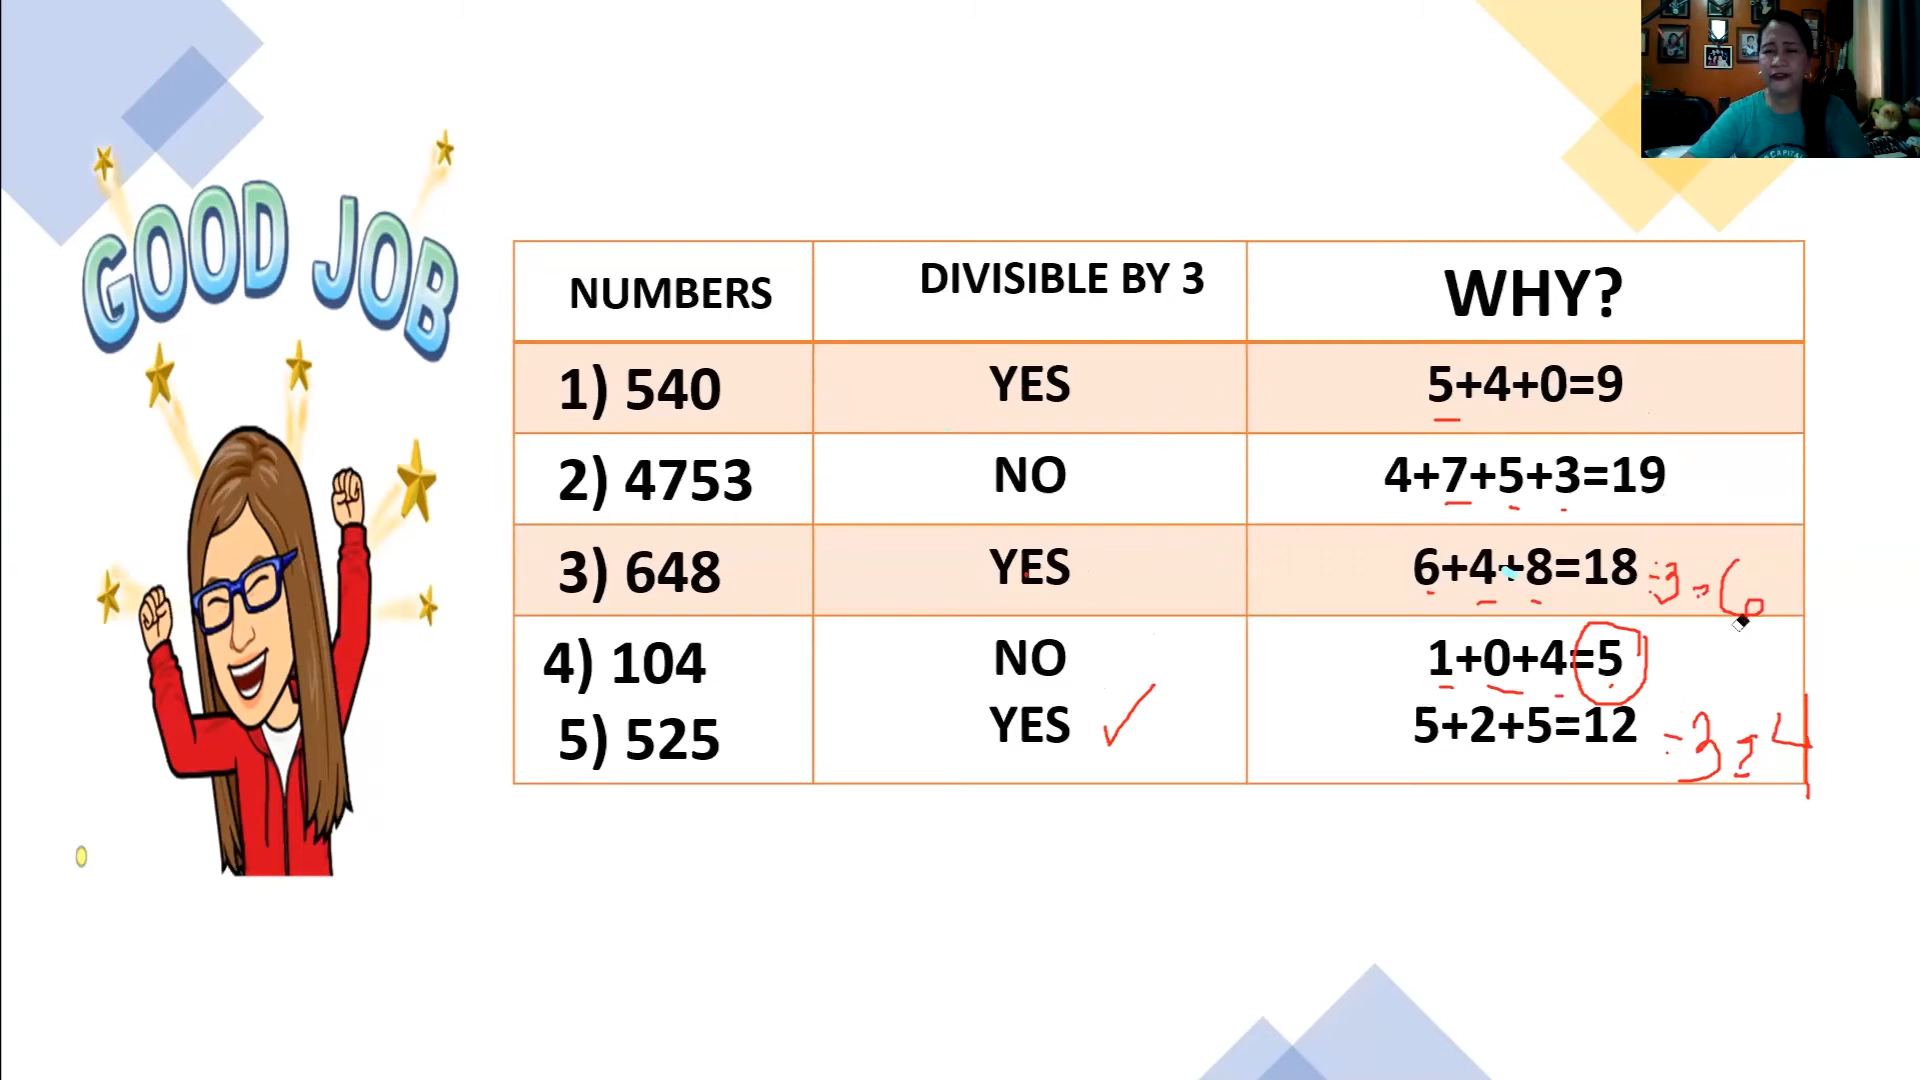 GOOD JOB
NUMBERS DIVISIBLE BY 3 WHY?
1) 540 YES 5+4+0=9
2) 4753 NO 4+7+5+3=19
3) 648 YES 6+4+8=18 ÷3=6
4) 104 NO 1+0+4=5
5) 525 YES ✓ 5+2+5=12 ÷3=4
CAPITAL